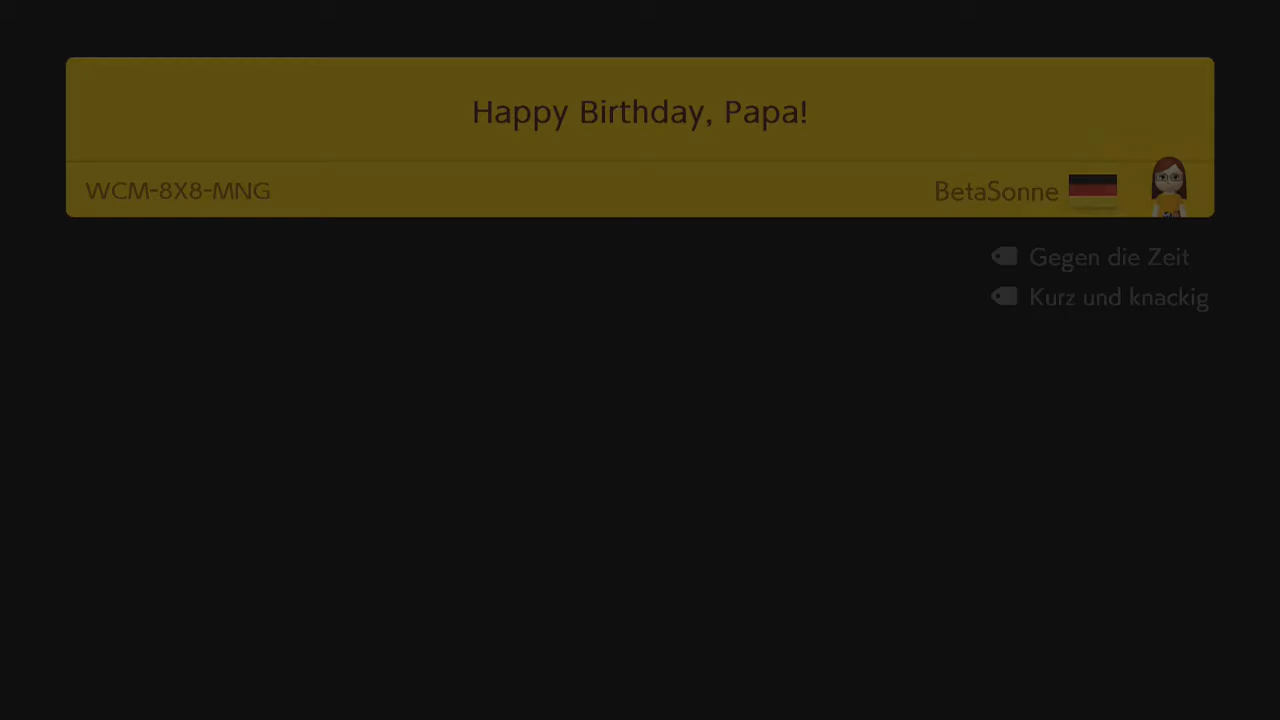 Happy Birthday, Papa!
WCM-8X8-MNG
BetaSonne
Gegen die Zeit
Kurz und knackig